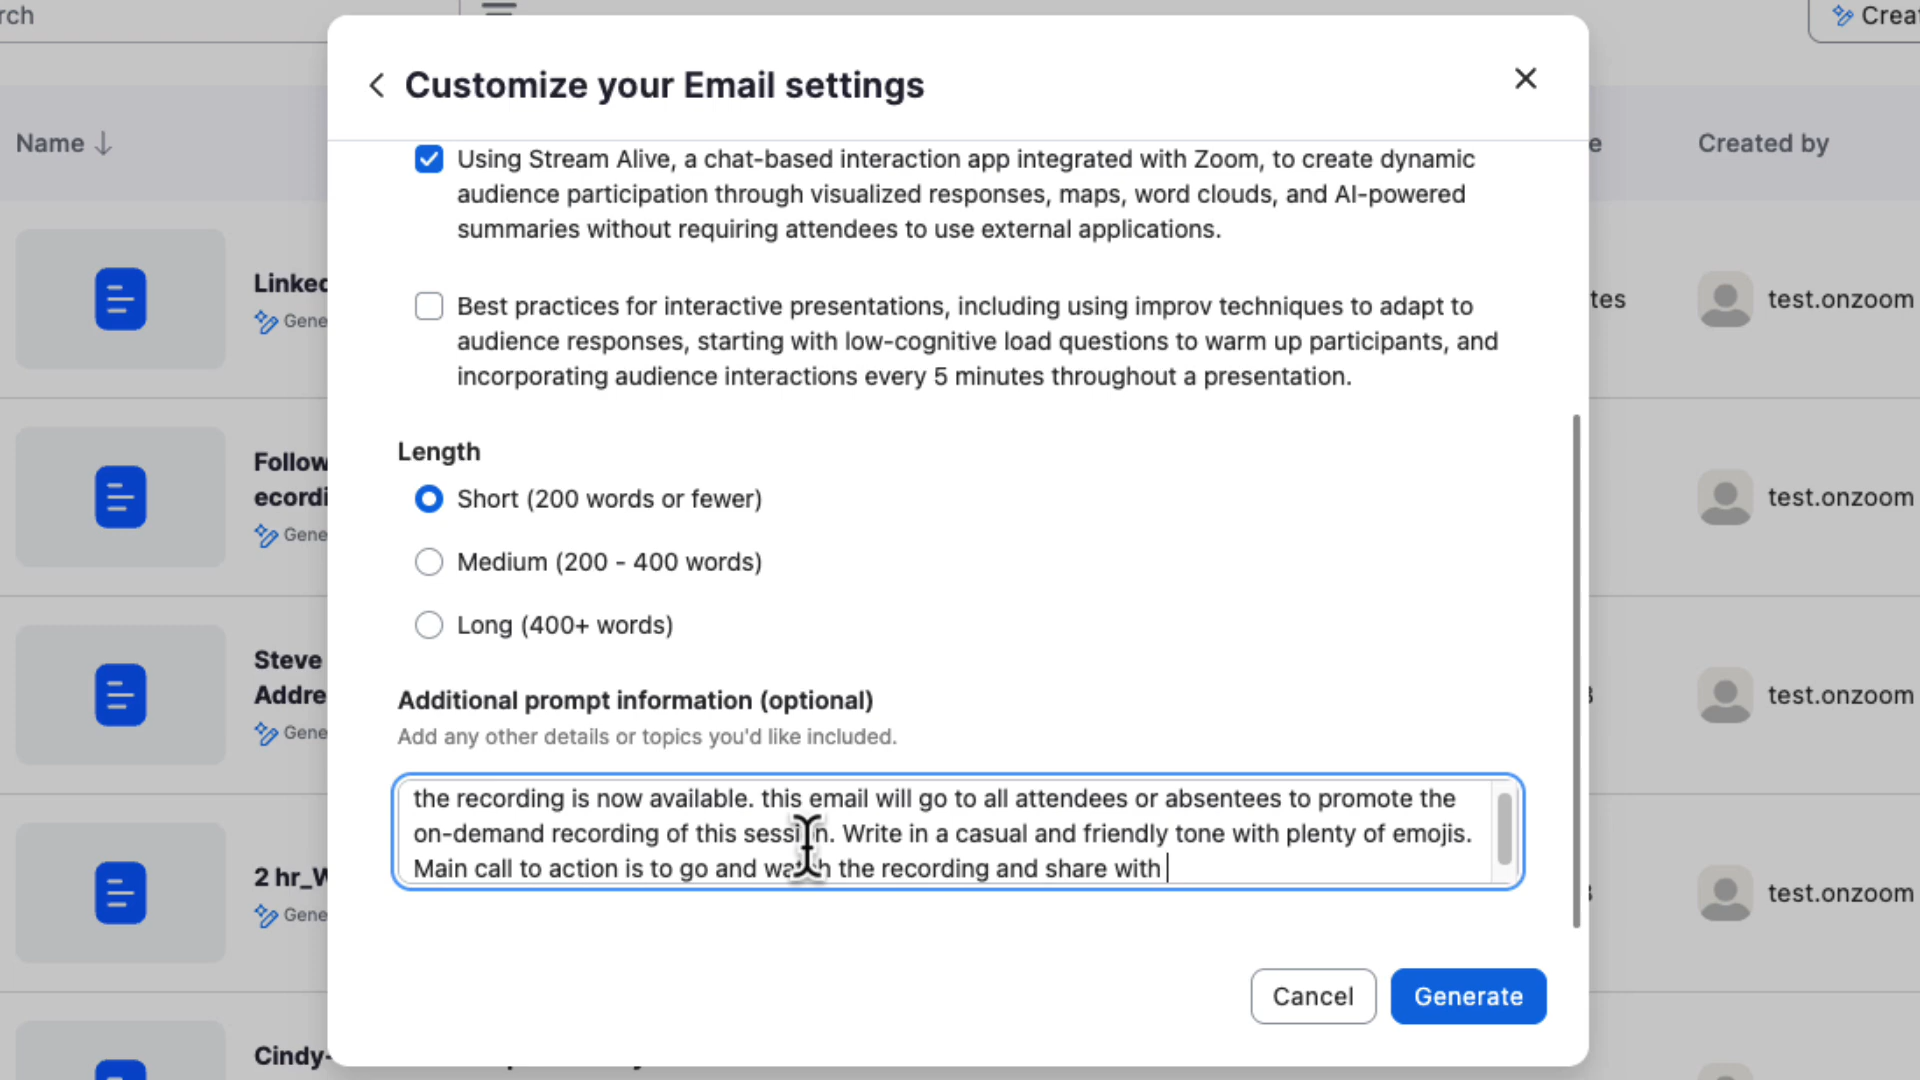 rch
Crea
Customize your Email settings
Name
e
Created by
Using Stream Alive, a chat-based interaction app integrated with Zoom, to create dynamic
audience participation through visualized responses, maps, word clouds, and AI-powered
summaries without requiring attendees to use external applications.
Linked
Gene
Best practices for interactive presentations, including using improv techniques to adapt to
audience responses, starting with low-cognitive load questions to warm up participants, and
incorporating audience interactions every 5 minutes throughout a presentation.
tes
test.onzoom
Length
Short (200 words or fewer)
Medium (200 - 400 words)
Long (400+ words)
Follow
ecordi
Gene
test.onzoom
Steve
Addre
Gene
test.onzoom
Additional prompt information (optional)
Add any other details or topics you'd like included.
the recording is now available. this email will go to all attendees or absentees to promote the
on-demand recording of this session. Write in a casual and friendly tone with plenty of emojis.
Main call to action is to go and watch the recording and share with
2 hr_W
Gene
test.onzoom
Cancel
Generate
Cindy-